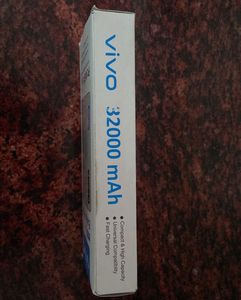 vivo
32000 mAh
• Compact & High Capacity
• Universal Compatibility
• Fast Charging